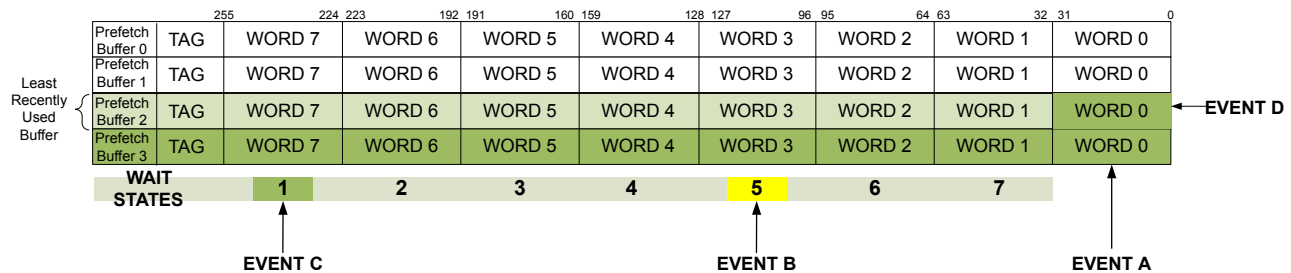 255 224 223 192 191 160 159 128 127 96 95 64 63 32 31 0
Prefetch Buffer 0 TAG WORD 7 WORD 6 WORD 5 WORD 4 WORD 3 WORD 2 WORD 1 WORD 0
Prefetch Buffer 1 TAG WORD 7 WORD 6 WORD 5 WORD 4 WORD 3 WORD 2 WORD 1 WORD 0
Least
Recently
Used
Buffer
Prefetch Buffer 2 TAG WORD 7 WORD 6 WORD 5 WORD 4 WORD 3 WORD 2 WORD 1 WORD 0 EVENT D
Prefetch Buffer 3 TAG WORD 7 WORD 6 WORD 5 WORD 4 WORD 3 WORD 2 WORD 1 WORD 0
WAIT STATES 1 2 3 4 5 6 7
EVENT C EVENT B EVENT A